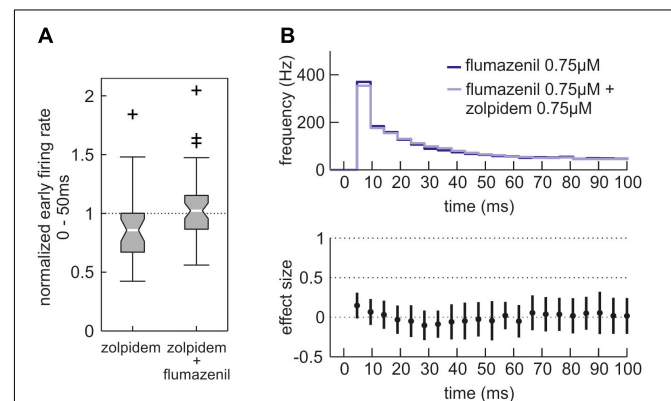 A
normalized early firing rate
0 - 50ms
2
1.5
1
0.5
0
zolpidem
zolpidem
+
flumazenil
B
frequency (Hz)
400
200
0
flumazenil 0.75µM
flumazenil 0.75µM +
zolpidem 0.75µM
0 10 20 30 40 50 60 70 80 90 100
time (ms)
effect size
1
0.5
0
-0.5
0 10 20 30 40 50 60 70 80 90 100
time (ms)